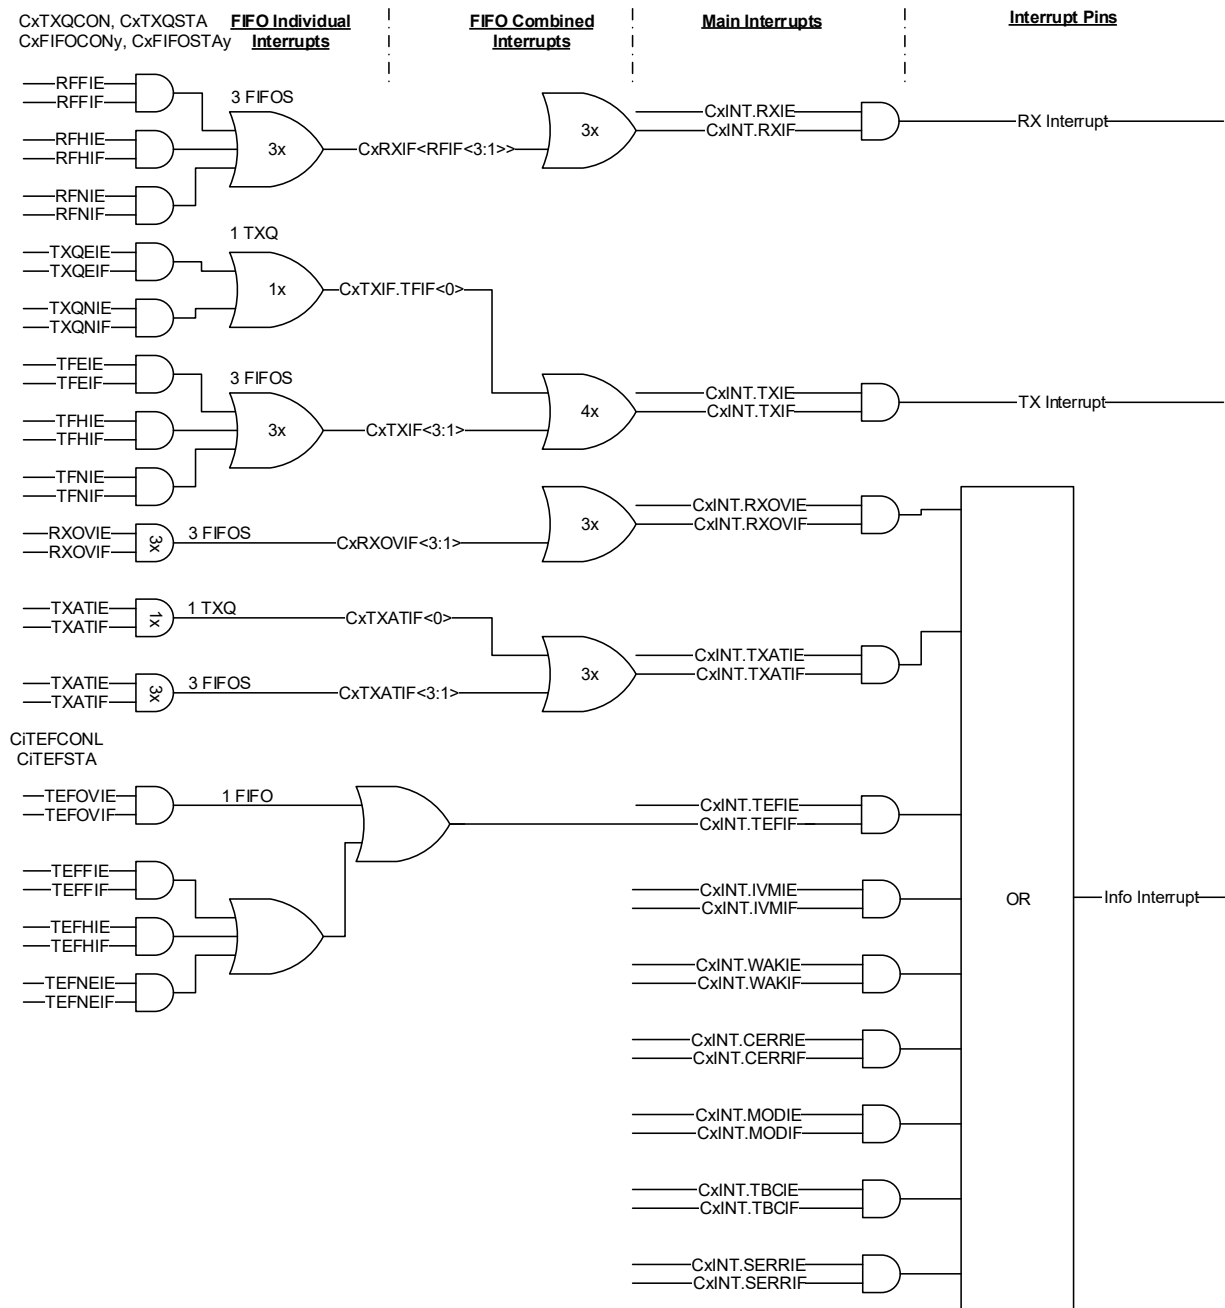 CxTXQCON, CxTXQSTA
CxFIFOCONy, CxFIFOSTAy
FIFO Individual
Interrupts
FIFO Combined
Interrupts
Main Interrupts
Interrupt Pins
RFFIE
RFFIF
3 FIFOS
RFHIE
RFHIF
3x
CxRXIF<RFIF<3:1>>
3x
CxINT.RXIE
CxINT.RXIF
RX Interrupt
RFNIE
RFNIF
1 TXQ
TXQEIE
TXQEIF
1x
CxTXIF.TFIF<0>
TXQNIE
TXQNIF
TFEIE
TFEIF
3 FIFOS
TFHIE
TFHIF
3x
CxTXIF<3:1>
4x
CxINT.TXIE
CxINT.TXIF
TX Interrupt
TFNIE
TFNIF
RXOVIE
RXOVIF
3x
3 FIFOS
CxRXOVIF<3:1>
3x
CxINT.RXOVIE
CxINT.RXOVIF
TXATIE
TXATIF
1x
1 TXQ
CxTXATIF<0>
3x
CxINT.TXATIE
CxINT.TXATIF
TXATIE
TXATIF
3x
3 FIFOS
CxTXATIF<3:1>
CiTEFCONL
CiTEFSTA
TEFOVIE
TEFOVIF
1 FIFO
CxINT.TEFIE
CxINT.TEFIF
TEFFIE
TEFFIF
TEFHIE
TEFHIF
TEFNEIE
TEFNEIF
CxINT.IVMIE
CxINT.IVMIF
OR
Info Interrupt
CxINT.WAKIE
CxINT.WAKIF
CxINT.CERRIE
CxINT.CERRIF
CxINT.MODIE
CxINT.MODIF
CxINT.TBCIE
CxINT.TBCIF
CxINT.SERRIE
CxINT.SERRIF